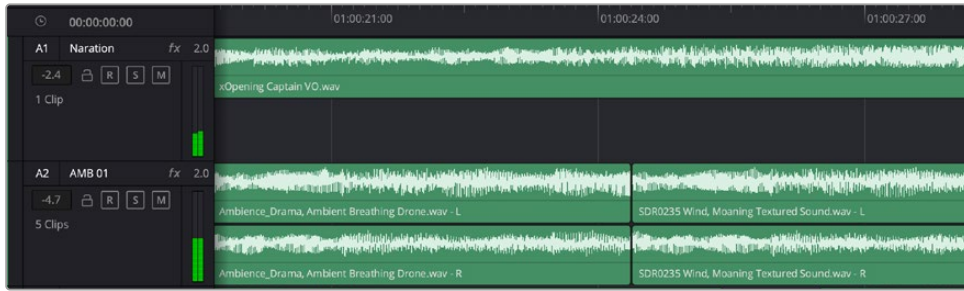 00:00:00:00
01:00:21:00
01:00:24:00
01:00:27:00
A1 Naration fx 2.0
-2.4 R S M
1 Clip
xOpening Captain VO.wav
A2 AMB 01 fx 2.0
-4.7 R S M
5 Clips
Ambience_Drama, Ambient Breathing Drone.wav - L
SDR0235 Wind, Moaning Textured Sound.wav - L
Ambience_Drama, Ambient Breathing Drone.wav - R
SDR0235 Wind, Moaning Textured Sound.wav - R